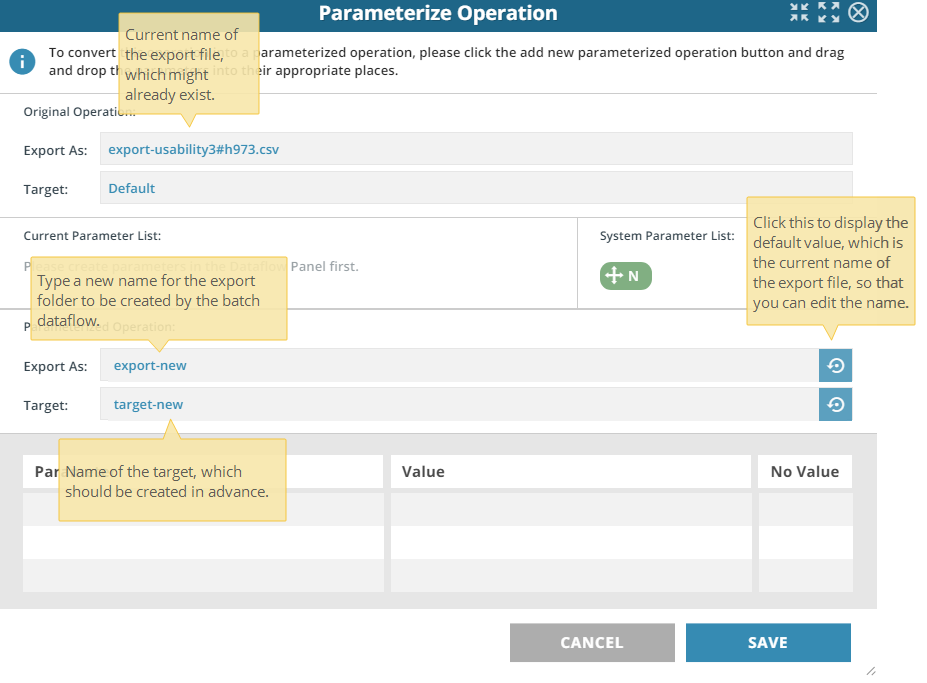 Parameterize Operation
To convert the operation into a parameterized operation, please click the add new parameterized operation button and drag
and drop the parameters into their appropriate places.
Current name of
the export file,
which might
already exist.
Original Operation:
Export As:
export-usability3#h973.csv
Target:
Default
Click this to display the
default value, which is
the current name of
the export file, so that
you can edit the name.
Current Parameter List:
System Parameter List:
Please create parameters in the Dataflow Panel first.
N
Type a new name for the export
folder to be created by the batch
dataflow.
Parameterized Operation:
Export As:
export-new
Target:
target-new
Name of the target, which
should be created in advance.
Value
No Value
CANCEL
SAVE